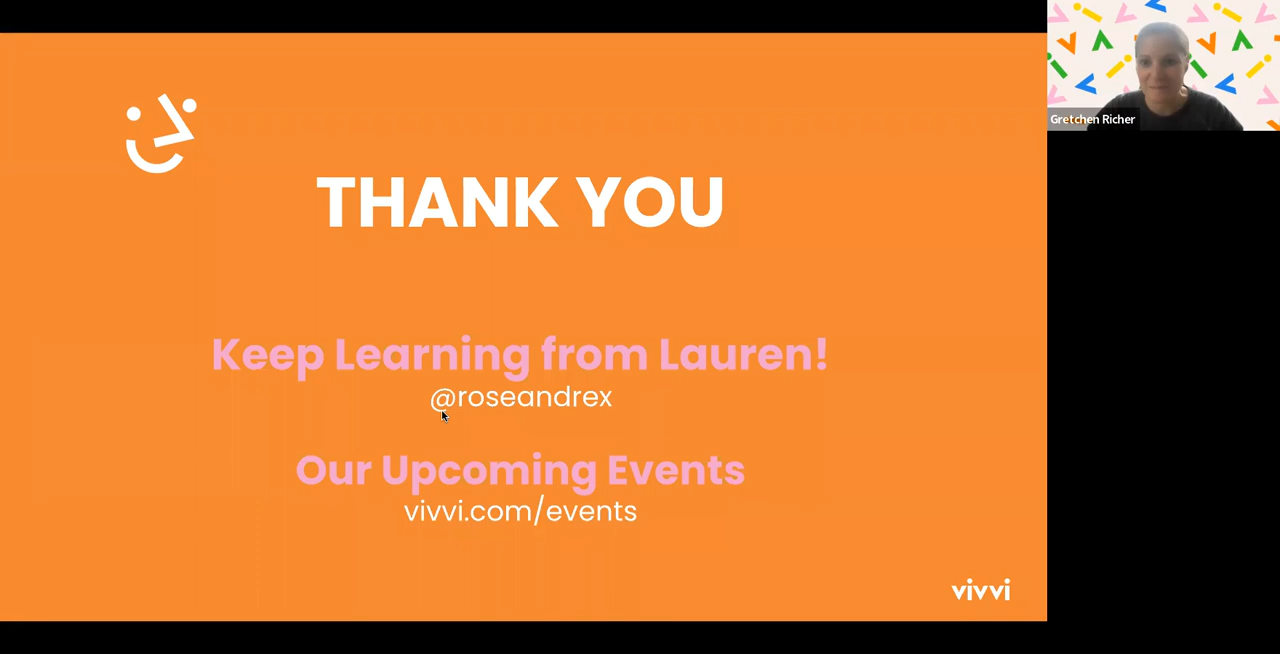 Gretchen Richer
THANK YOU
Keep Learning from Lauren!
@roseandrex
Our Upcoming Events
vivvi.com/events
vivvi